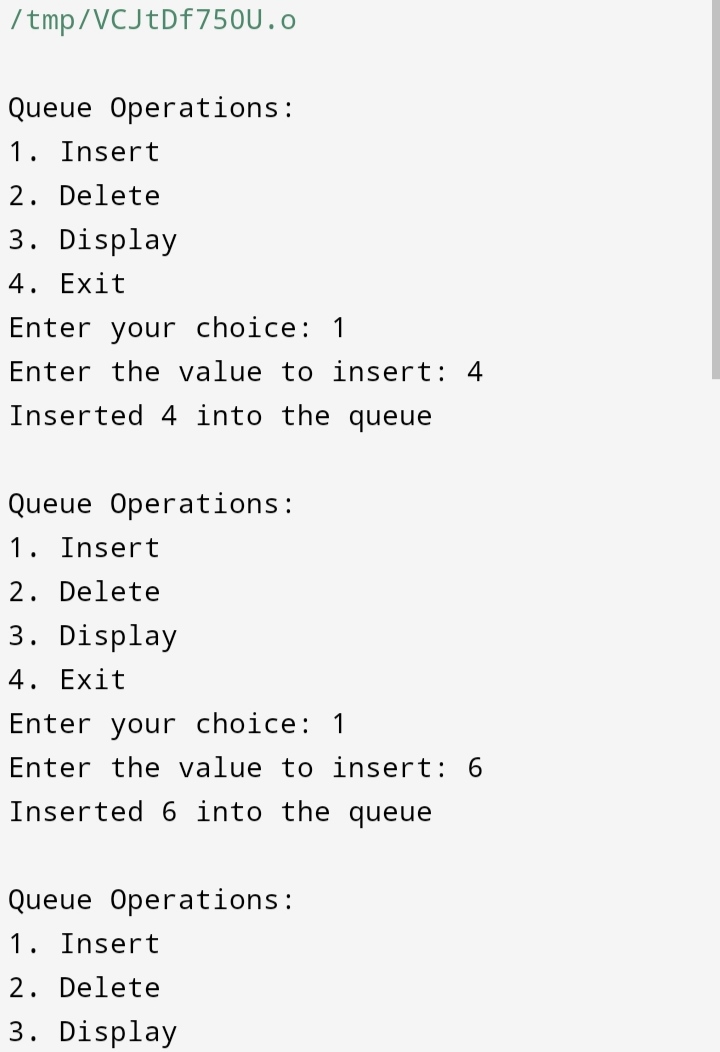 /tmp/VCJtDf750U.o
Queue Operations:
1. Insert
2. Delete
3. Display
4. Exit
Enter your choice: 1
Enter the value to insert: 4
Inserted 4 into the queue
Queue Operations:
1. Insert
2. Delete
3. Display
4. Exit
Enter your choice: 1
Enter the value to insert: 6
Inserted 6 into the queue
Queue Operations:
1. Insert
2. Delete
3. Display